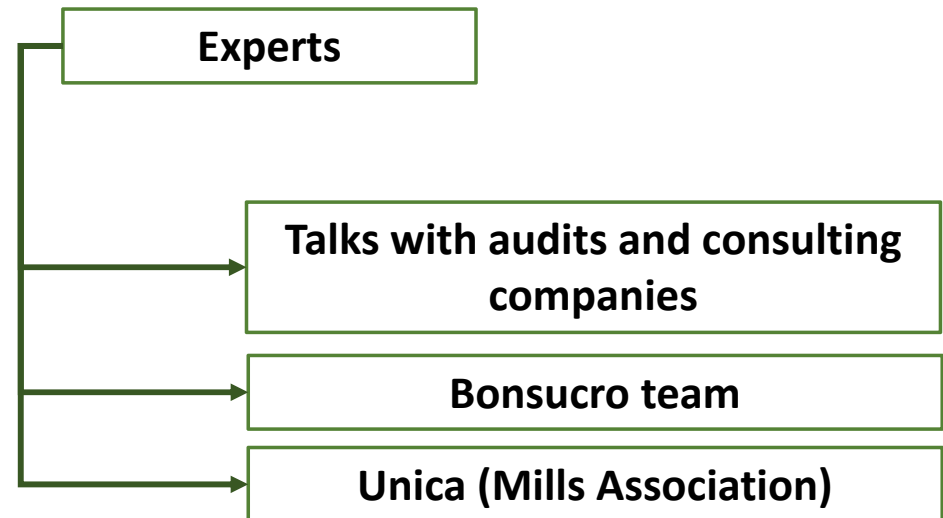 Experts
Talks with audits and consulting
companies
Bonsucro team
Unica (Mills Association)